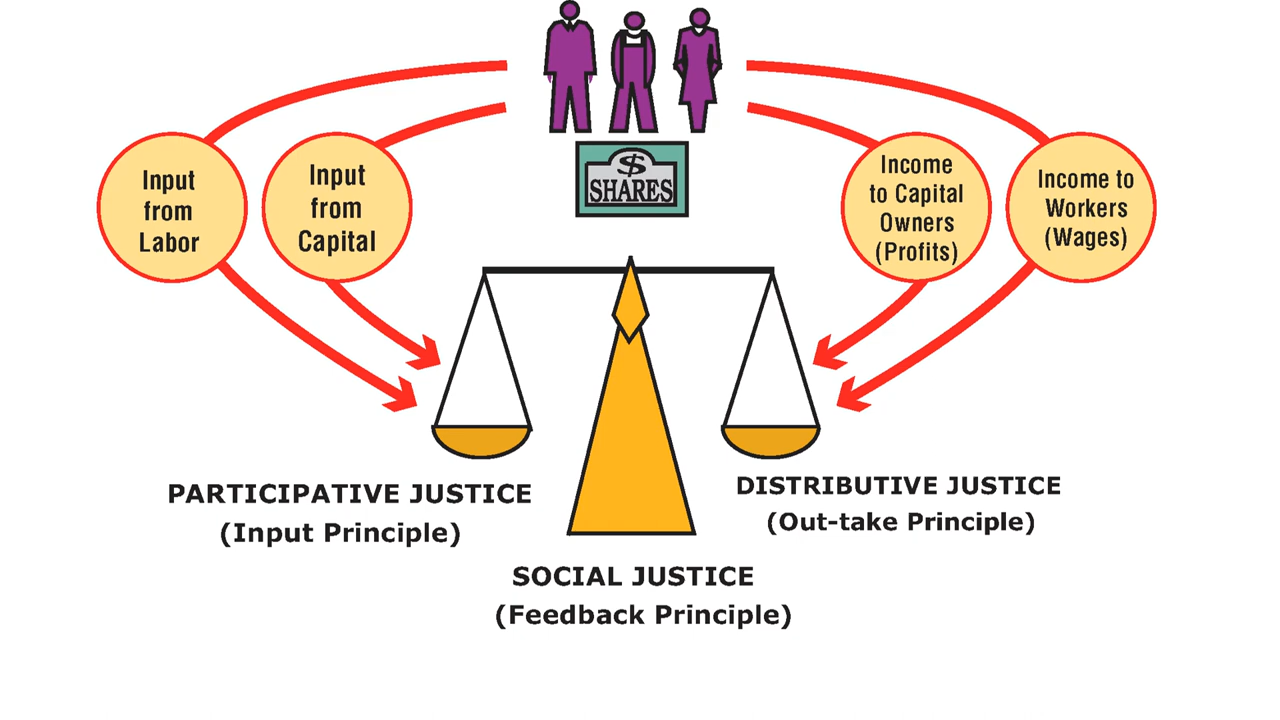 $
SHARES
Input
from
Labor
Input
from
Capital
Income
to Capital
Owners
(Profits)
Income to
Workers
(Wages)
PARTICIPATIVE JUSTICE
(Input Principle)
DISTRIBUTIVE JUSTICE
(Out-take Principle)
SOCIAL JUSTICE
(Feedback Principle)